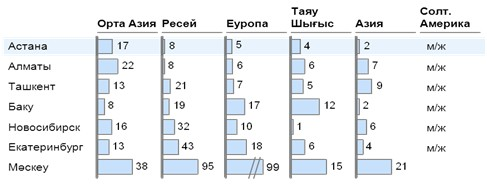 Орта Азия Ресей Еуропа Таяу Шығыс Азия Солт. Америка
Астана 17 8 5 4 2 м/ж
Алматы 22 8 6 6 7 м/ж
Ташкент 13 21 7 5 9 м/ж
Баку 8 19 17 12 2 м/ж
Новосибирск 16 32 10 1 6 м/ж
Екатеринбург 13 43 18 6 4 м/ж
Мәскеу 38 95 99 15 21